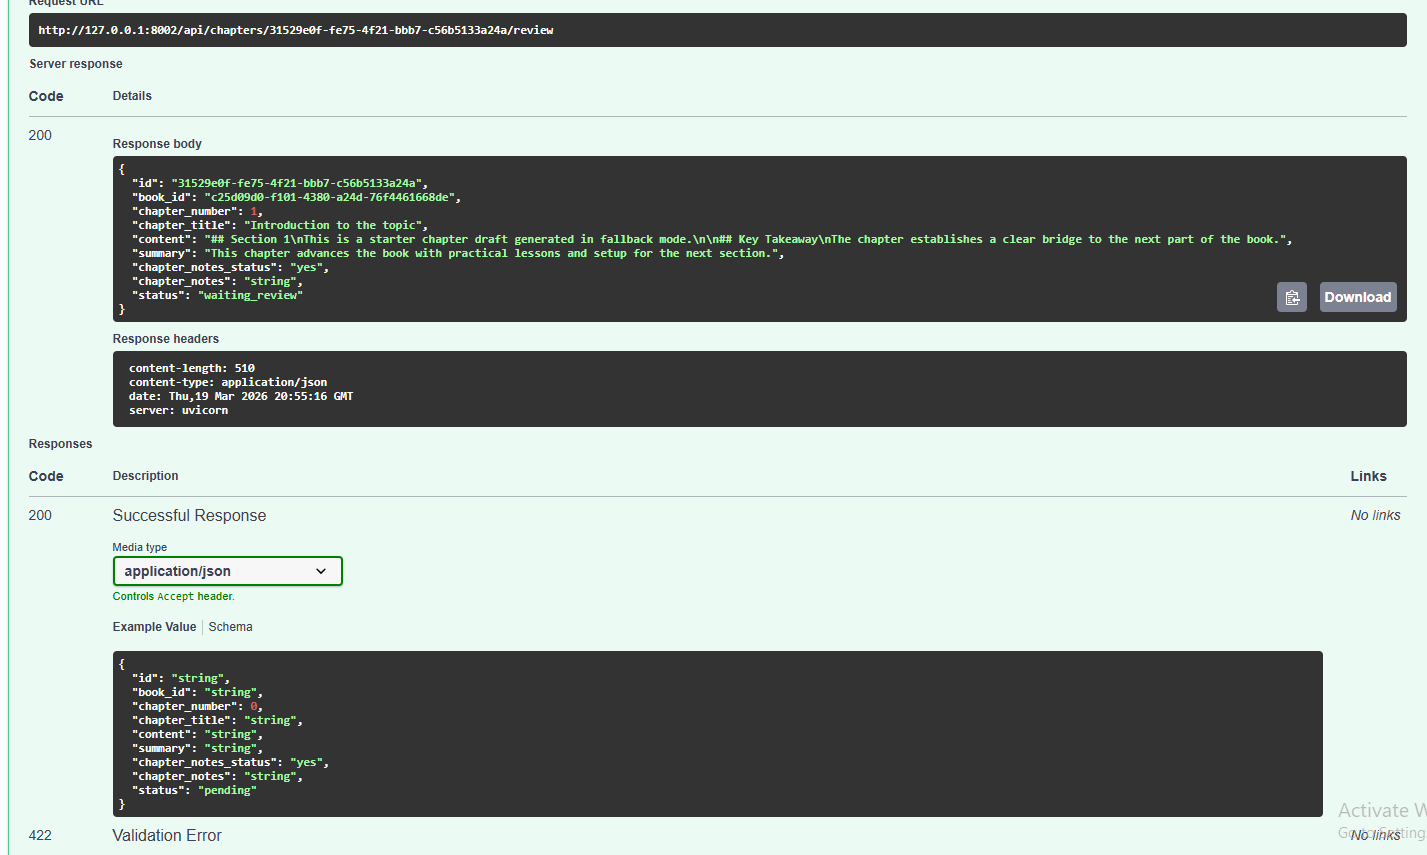 Request URL
http://127.0.0.1:8002/api/chapters/31529e0f-fe75-4f21-bbb7-c56b5133a24a/review
Server response
Code Details
200
Response body
{
  "id": "31529e0f-fe75-4f21-bbb7-c56b5133a24a",
  "book_id": "c25d09d0-f101-4380-a24d-76f4461668de",
  "chapter_number": 1,
  "chapter_title": "Introduction to the topic",
  "content": "## Section 1\nThis is a starter chapter draft generated in fallback mode.\n\n## Key Takeaway\nThe chapter establishes a clear bridge to the next part of the book.",
  "summary": "This chapter advances the book with practical lessons and setup for the next section.",
  "chapter_notes_status": "yes",
  "chapter_notes": "string",
  "status": "waiting_review"
}
Download
Response headers
content-length: 510
content-type: application/json
date: Thu,19 Mar 2026 20:55:16 GMT
server: uvicorn
Responses
Code Description Links
200 Successful Response No links
Media type
application/json
Controls Accept header.
Example Value Schema
{
  "id": "string",
  "book_id": "string",
  "chapter_number": 0,
  "chapter_title": "string",
  "content": "string",
  "summary": "string",
  "chapter_notes_status": "yes",
  "chapter_notes": "string",
  "status": "pending"
}
Activate W
422 Validation Error No links